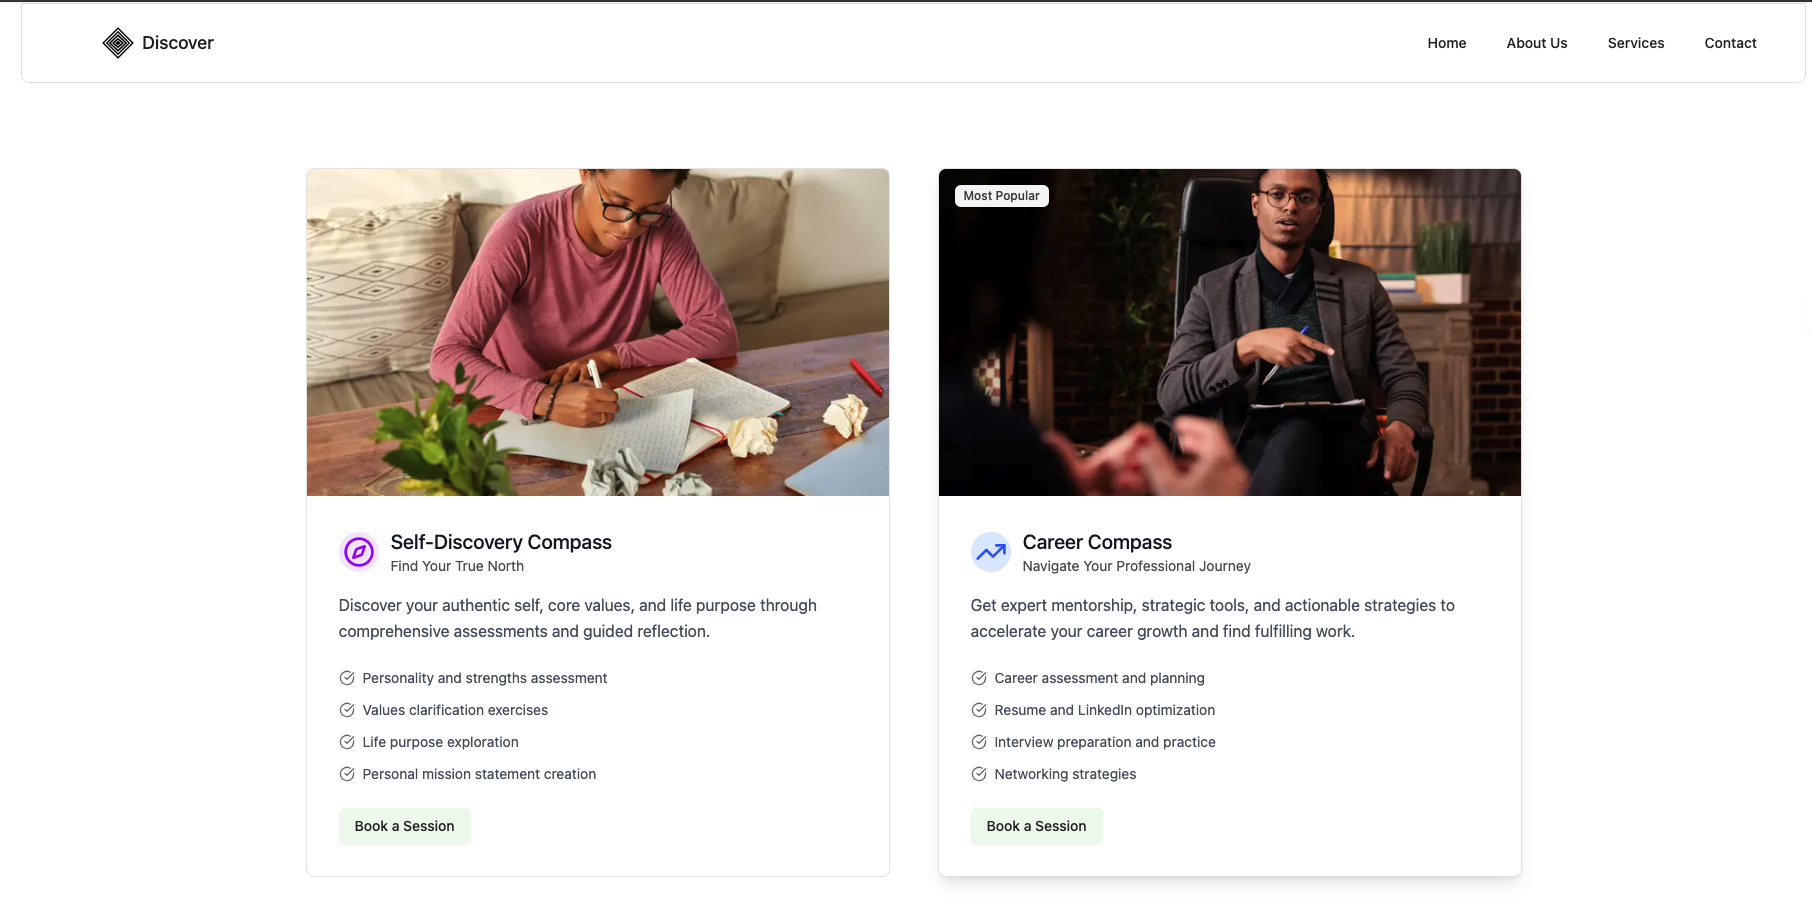 Discover
Home
About Us
Services
Contact
Most Popular
Self-Discovery Compass
Find Your True North
Discover your authentic self, core values, and life purpose through
comprehensive assessments and guided reflection.
Personality and strengths assessment
Values clarification exercises
Life purpose exploration
Personal mission statement creation
Book a Session
Career Compass
Navigate Your Professional Journey
Get expert mentorship, strategic tools, and actionable strategies to
accelerate your career growth and find fulfilling work.
Career assessment and planning
Resume and LinkedIn optimization
Interview preparation and practice
Networking strategies
Book a Session